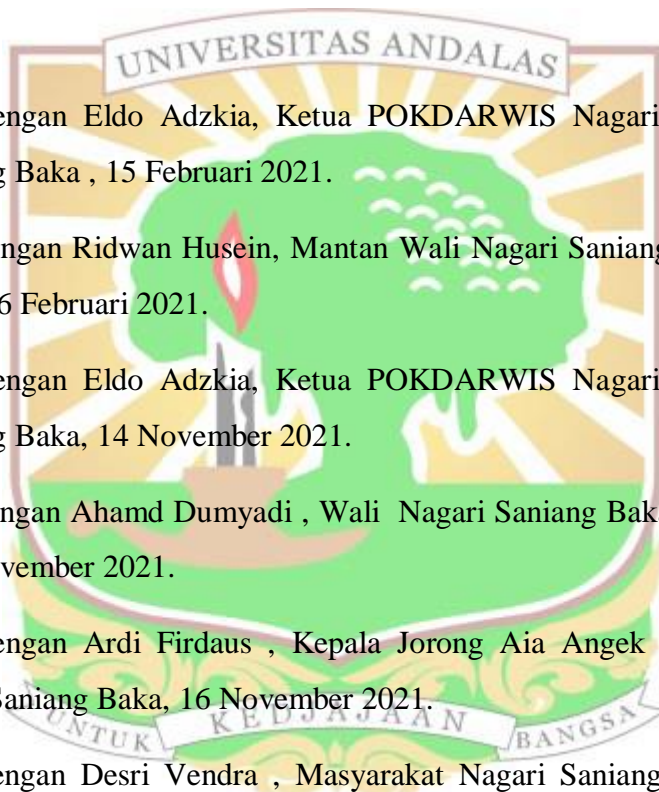 UNIVERSITAS ANDALAS
engan Eldo Adzkia, Ketua POKDARWIS Nagari
g Baka , 15 Februari 2021.
ngan Ridwan Husein, Mantan Wali Nagari Saniang
6 Februari 2021.
engan Eldo Adzkia, Ketua POKDARWIS Nagari
g Baka, 14 November 2021.
ngan Ahamd Dumyadi , Wali Nagari Saniang Bak
vember 2021.
engan Ardi Firdaus , Kepala Jorong Aia Angek
Saniang Baka, 16 November 2021.
UNTUK KEDJAJAAN BANGSA
engan Desri Vendra , Masyarakat Nagari Saniang